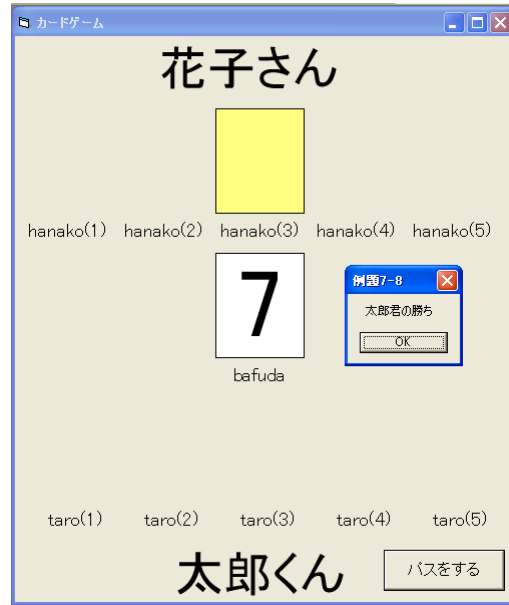 カードゲーム
花子さん
hanako(1) hanako(2) hanako(3) hanako(4) hanako(5)
7
例題7-8
太郎君の勝ち
OK
bafuda
taro(1) taro(2) taro(3) taro(4) taro(5)
太郎くん
パスをする